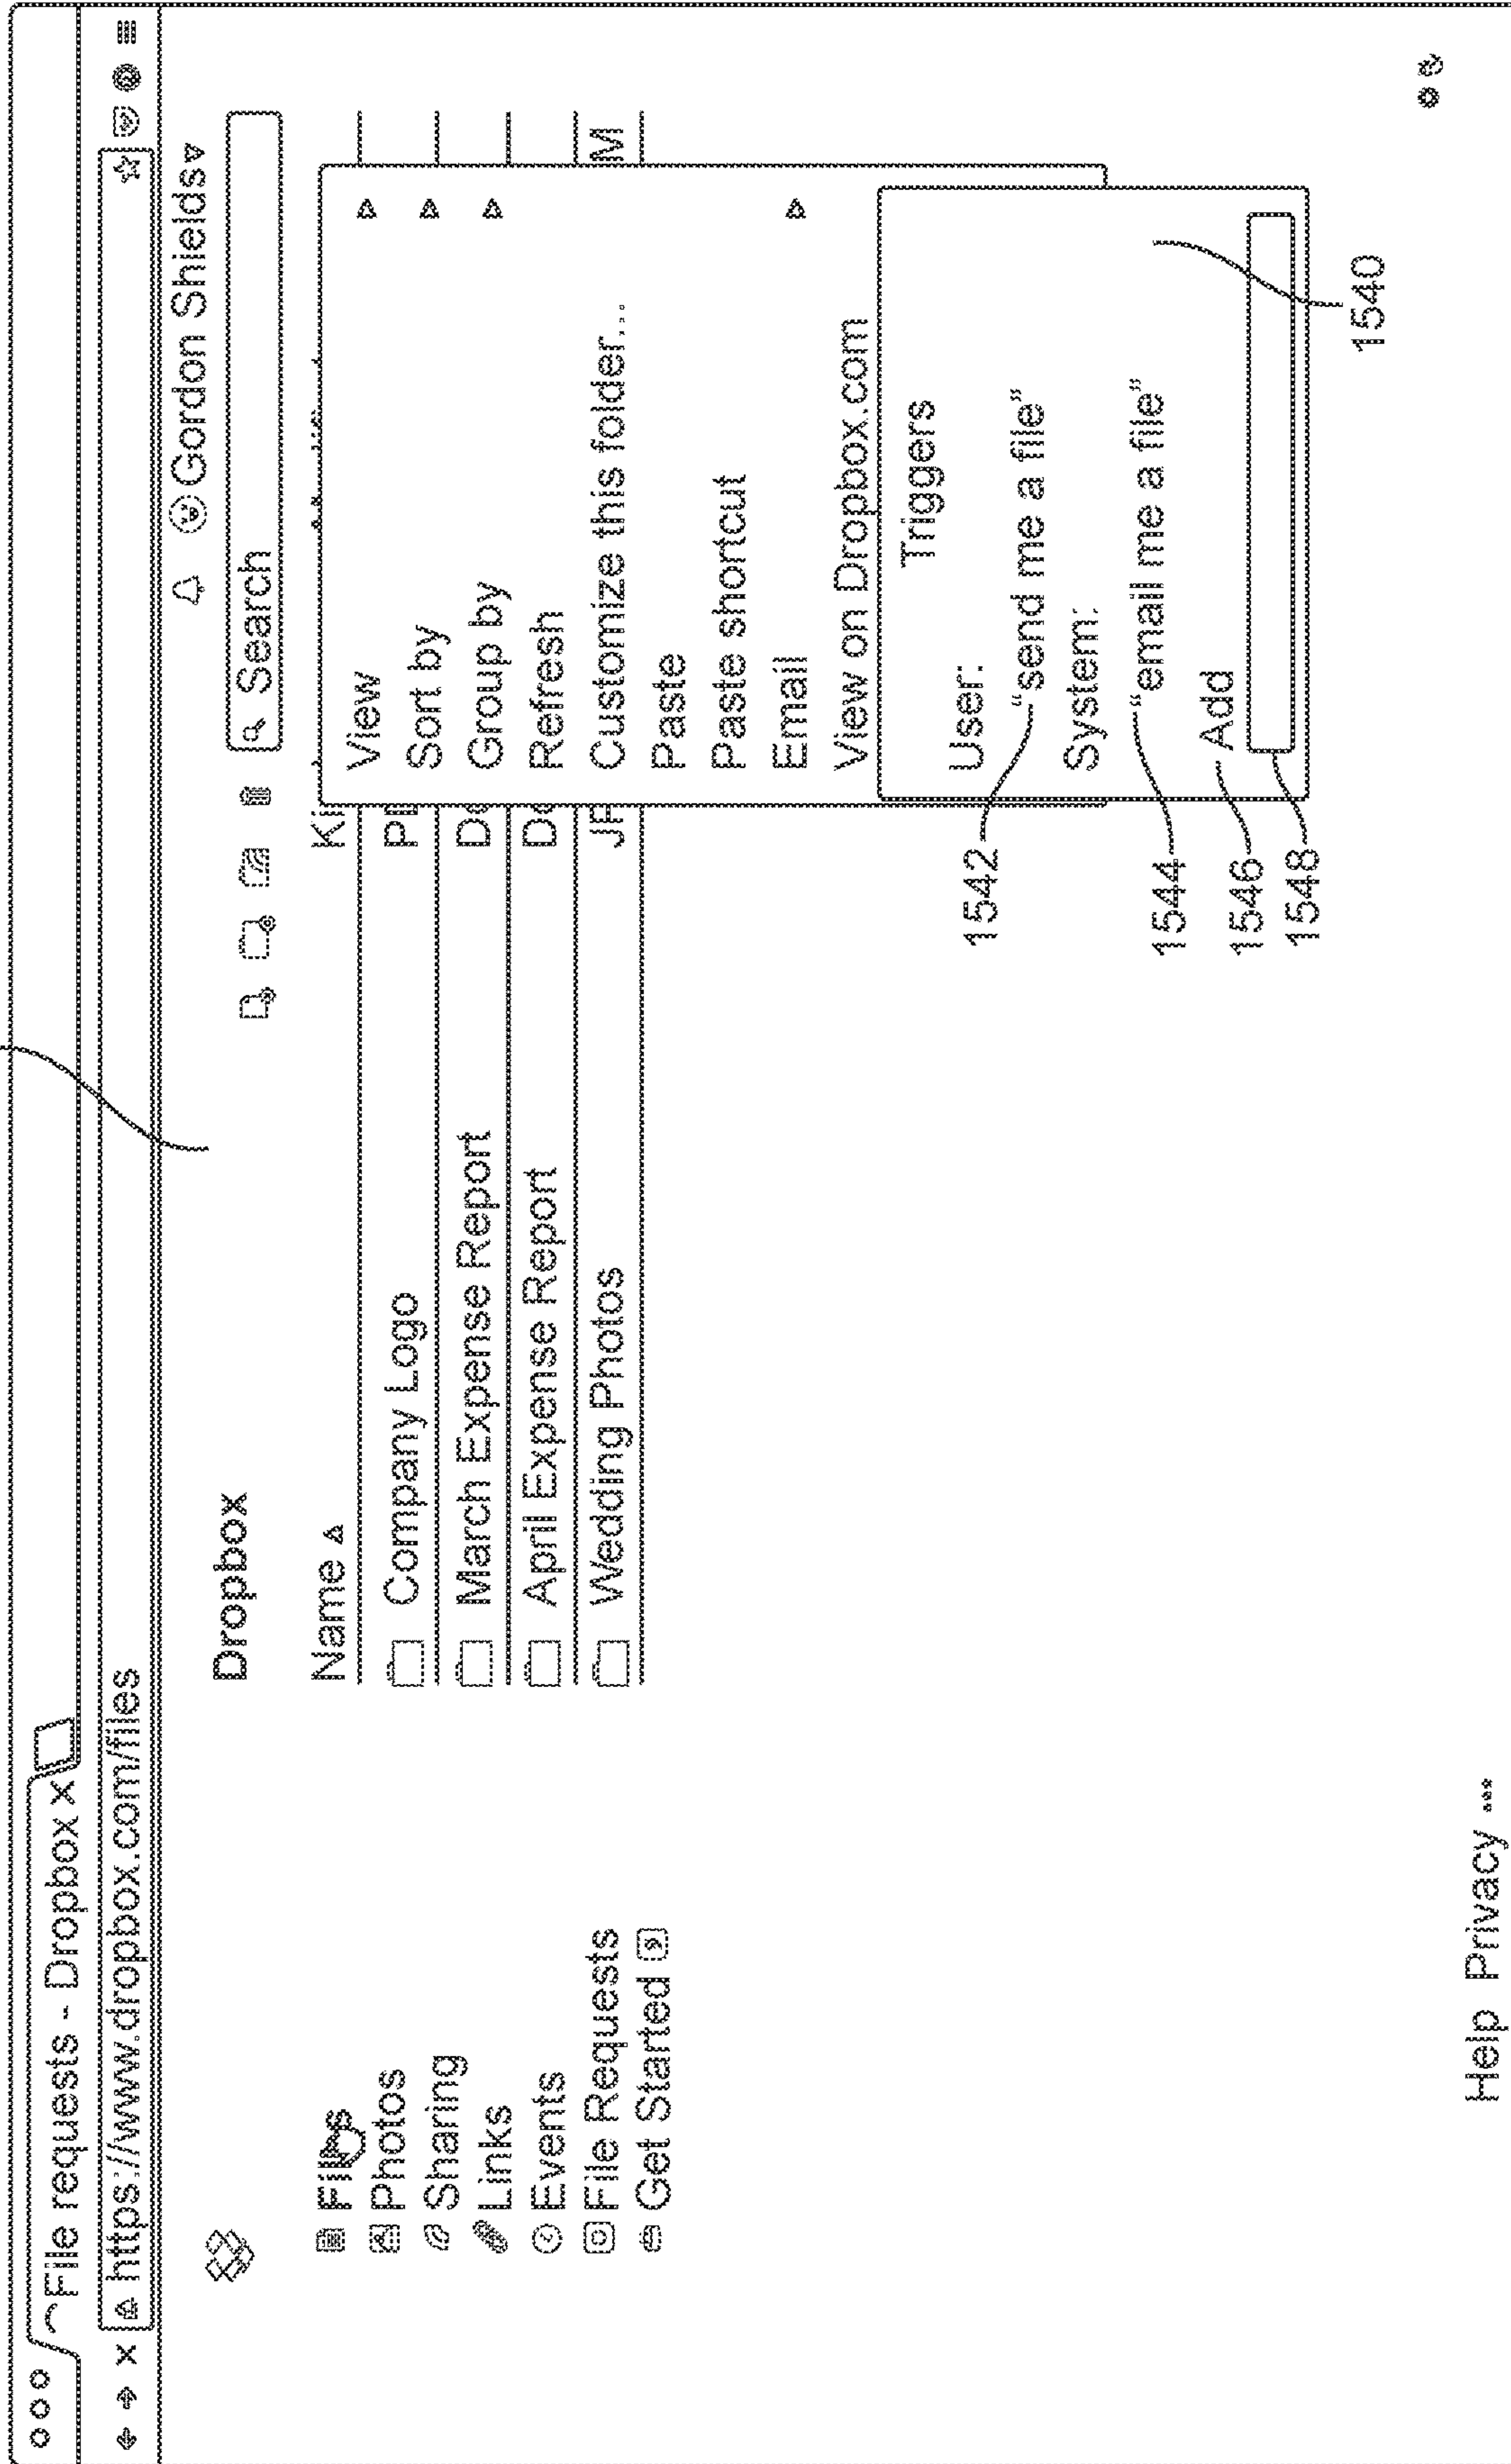 File requests - Dropbox x
https://www.dropbox.com/files
Gordon Shields
Dropbox
Search
Name
Ki
Company Logo
March Expense Report
April Expense Report
Wedding Photos
JP
M
Files
Photos
Sharing
Links
Events
File Requests
Get Started
View
Sort by
Group by
Refresh
Customize this folder...
Paste
Paste shortcut
Email
View on Dropbox.com
Triggers
User:
“send me a file”
System:
“email me a file”
Add
1542
1544
1546
1548
1540
Help Privacy ...